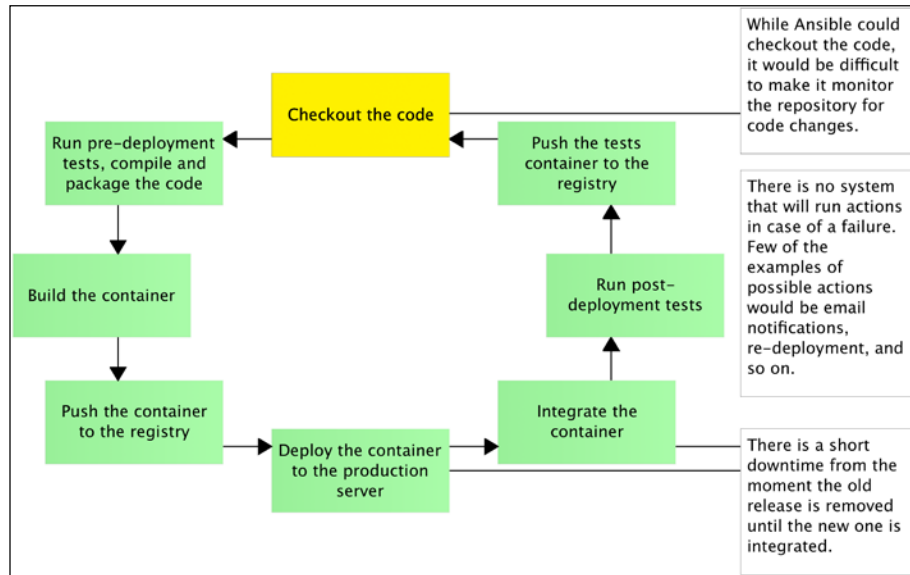 Checkout the code
Run pre-deployment
tests, compile and
package the code
Build the container
Push the container
to the registry
Deploy the container
to the production
server
Integrate the
container
Run post-
deployment tests
Push the tests
container to the
registry
While Ansible could
checkout the code,
it would be difficult
to make it monitor
the repository for
code changes.
There is no system
that will run actions
in case of a failure.
Few of the
examples of
possible actions
would be email
notifications,
re-deployment, and
so on.
There is a short
downtime from the
moment the old
release is removed
until the new one is
integrated.